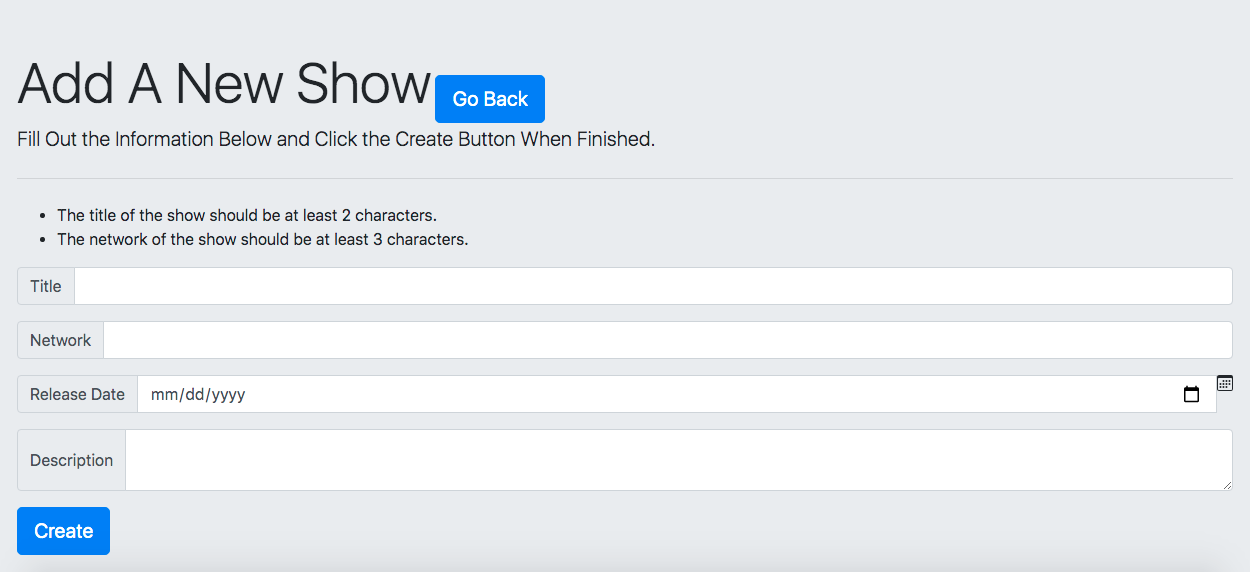 Add A New Show Go Back
Fill Out the Information Below and Click the Create Button When Finished.
• The title of the show should be at least 2 characters.
• The network of the show should be at least 3 characters.
Title
Network
Release Date mm/dd/yyyy
Description
Create